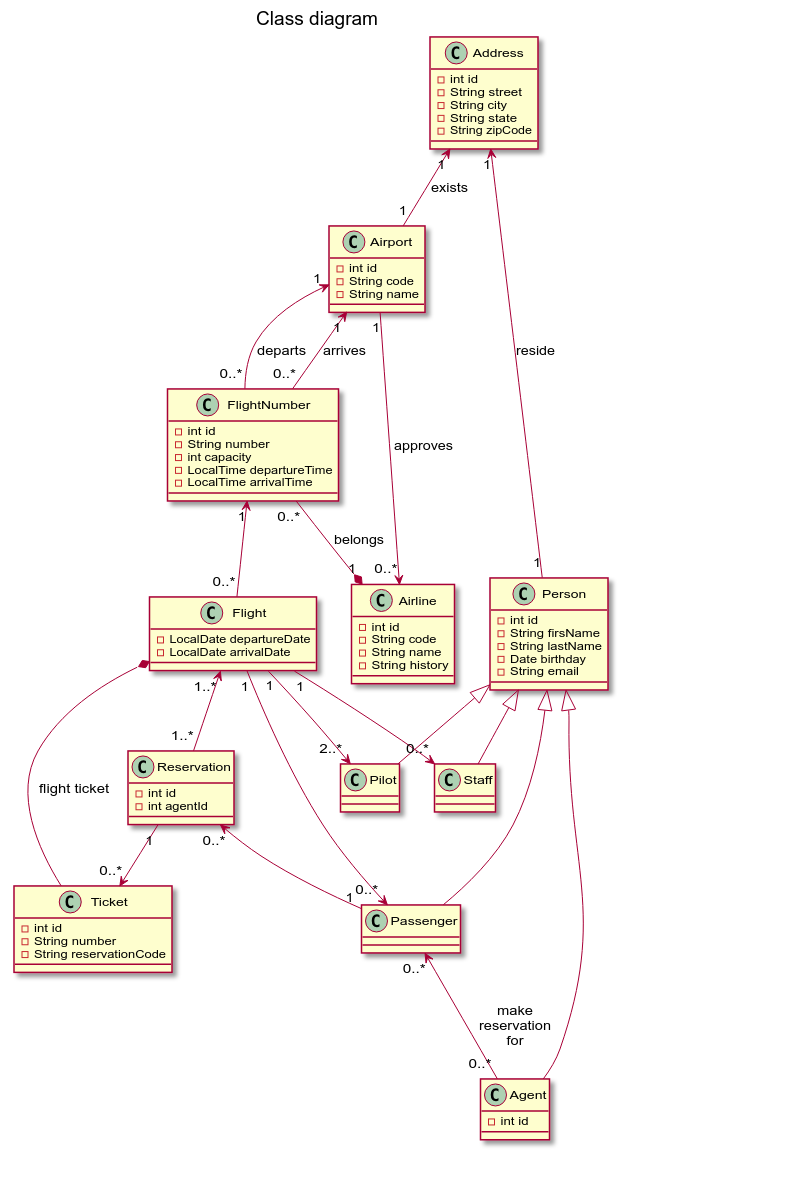 Class diagram
C Address
int id
String street
String city
String state
String zipCode
1
1
exists
1
C Airport
int id
String code
String name
1
1
1
departs
arrives
reside
0..*
0..*
C FlightNumber
int id
String number
int capacity
LocalTime departureTime
LocalTime arrivalTime
approves
1
0..*
belongs
1
0..*
1
0..*
C Flight
LocalDate departureDate
LocalDate arrivalDate
C Airline
int id
String code
String name
String history
C Person
int id
String firsName
String lastName
Date birthday
String email
1..*
1
1
1
1..*
2..*
0..*
C Reservation
int id
int agentId
C Pilot
C Staff
flight ticket
1
0..*
0..*
1
0..*
C Ticket
int id
String number
String reservationCode
C Passenger
0..*
make
reservation
for
0..*
C Agent
int id